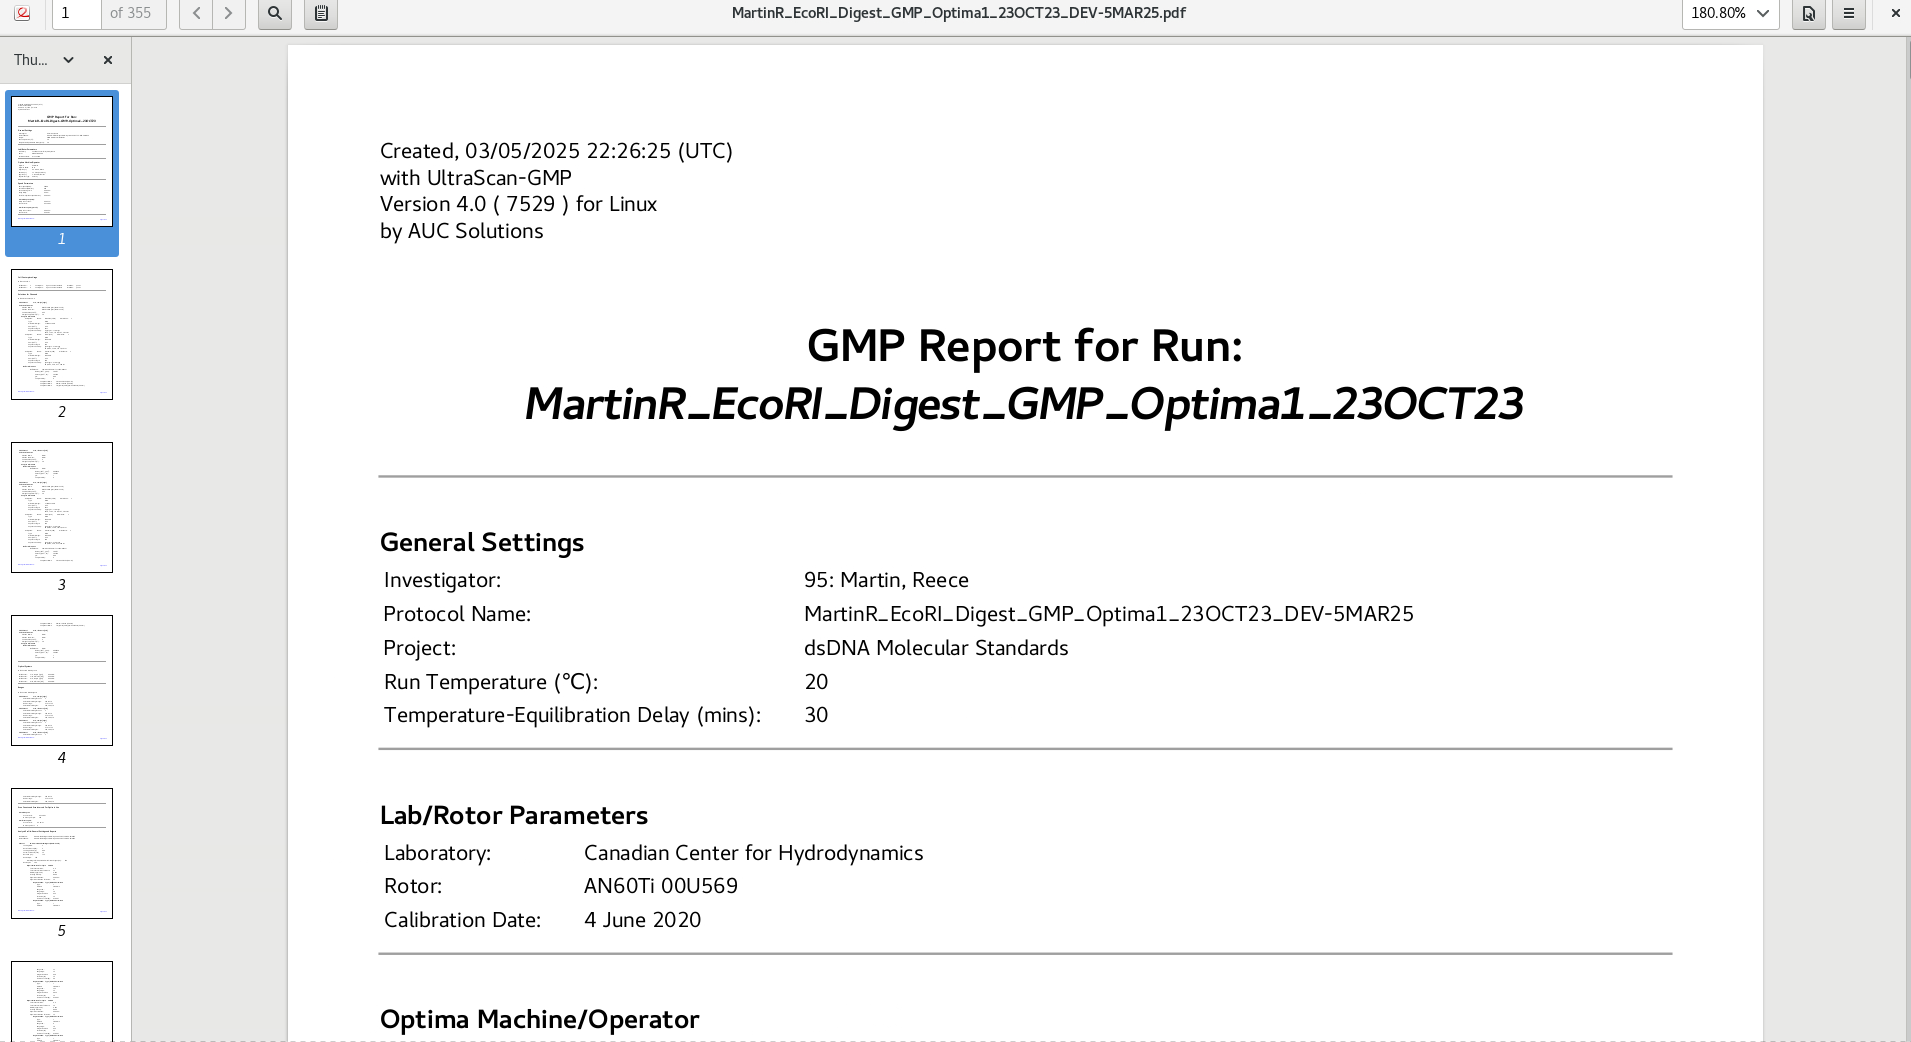 1 of 355
MartinR_EcoRI_Digest_GMP_Optima1_23OCT23_DEV-5MAR25.pdf
180.80%
Thu...
1
2
3
4
5
Created, 03/05/2025 22:26:25 (UTC)
with UltraScan-GMP
Version 4.0 ( 7529 ) for Linux
by AUC Solutions
GMP Report for Run:
MartinR_EcoRI_Digest_GMP_Optima1_23OCT23
General Settings
Investigator: 95: Martin, Reece
Protocol Name: MartinR_EcoRI_Digest_GMP_Optima1_23OCT23_DEV-5MAR25
Project: dsDNA Molecular Standards
Run Temperature (℃): 20
Temperature-Equilibration Delay (mins): 30
Lab/Rotor Parameters
Laboratory: Canadian Center for Hydrodynamics
Rotor: AN60Ti 00U569
Calibration Date: 4 June 2020
Optima Machine/Operator